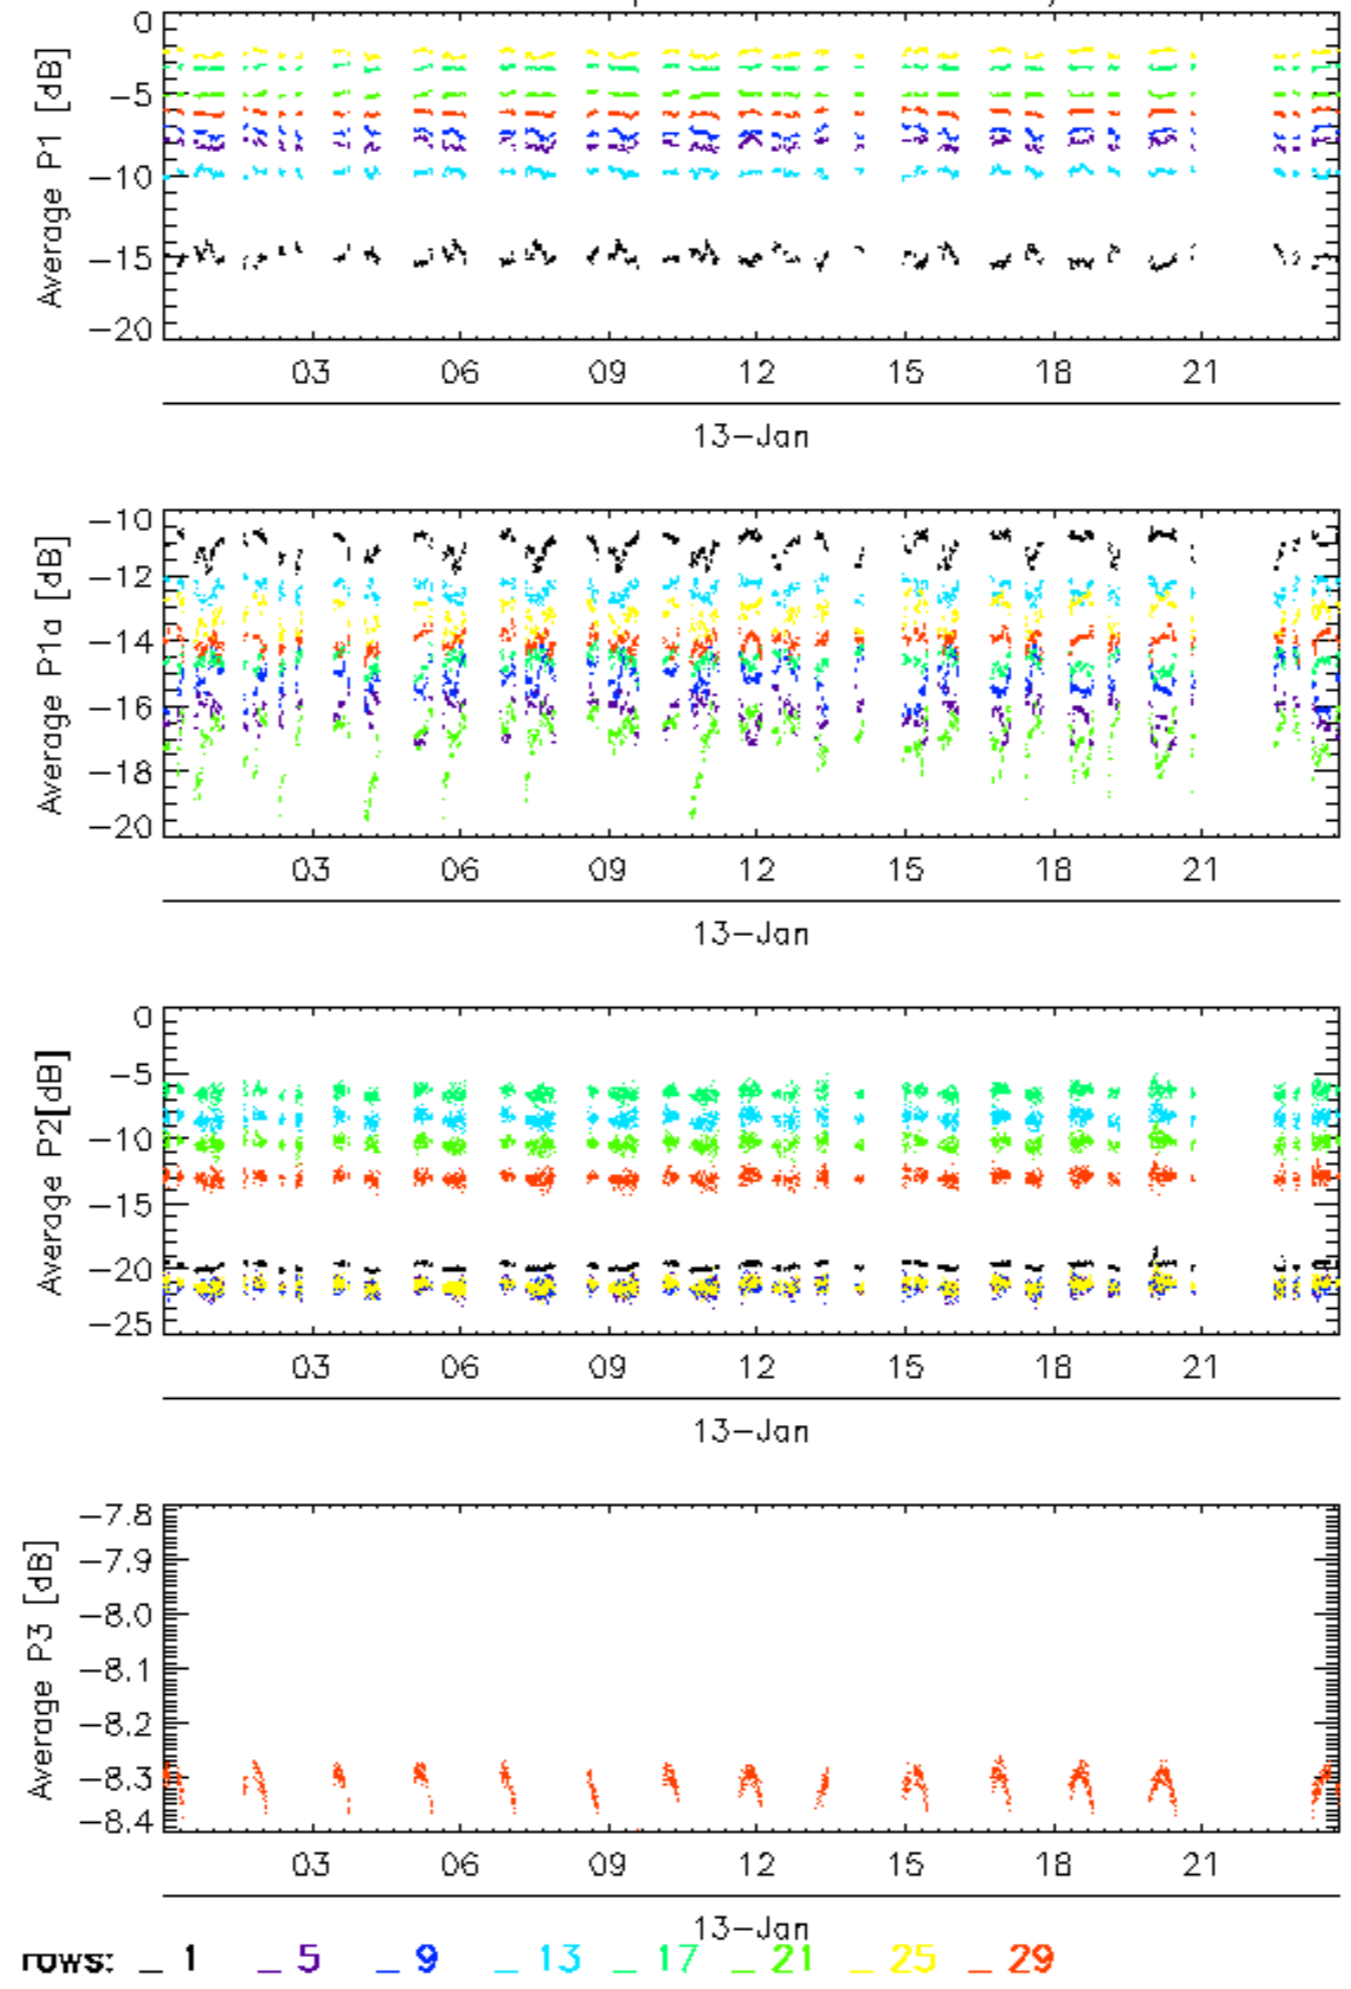 0
−5
−10
−15
−20
Average P1 [dB]
03 06 09 12 15 18 21
13−Jan
−10
−12
−14
−16
−18
−20
Average P1a [dB]
03 06 09 12 15 18 21
13−Jan
0
−5
−10
−15
−20
−25
Average P2[dB]
03 06 09 12 15 18 21
13−Jan
−7.8
−7.9
−8.0
−8.1
−8.2
−8.3
−8.4
Average P3 [dB]
03 06 09 12 15 18 21
13−Jan
rows: _ 1 _ 5 _ 9 _ 13 _ 17 _ 21 _ 25 _ 29